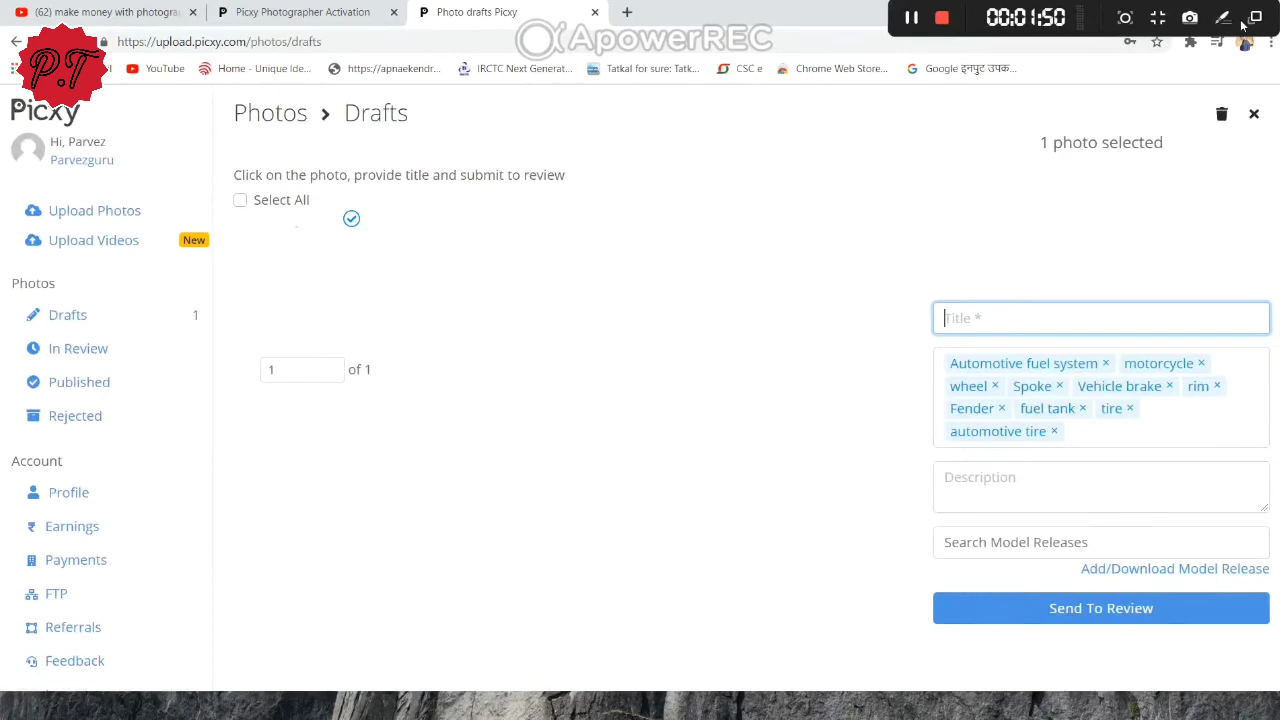 (62) make money with photogra
Picxy Photographer Activation
Photo drafts Picxy
00:01:50
ApowerREC
https://upload.picxy.com/photos/drafts
P.T
YouTube
Home - Unique Ide...
https://apnaekendr...
IRCTC Next Generat...
Tatkal for sure: Tatk...
CSC e
Chrome Web Store...
Google इनपुट उपक...
Picxy
Hi, Parvez
Parvezguru
Upload Photos
Upload Videos
New
Photos
Drafts
1
In Review
Published
Rejected
Account
Profile
Earnings
Payments
FTP
Referrals
Feedback
Photos > Drafts
1 photo selected
Click on the photo, provide title and submit to review
Select All
1 of 1
Title *
Automotive fuel system × motorcycle ×
wheel × Spoke × Vehicle brake × rim ×
Fender × fuel tank × tire ×
automotive tire ×
Description
Search Model Releases
Add/Download Model Release
Send To Review